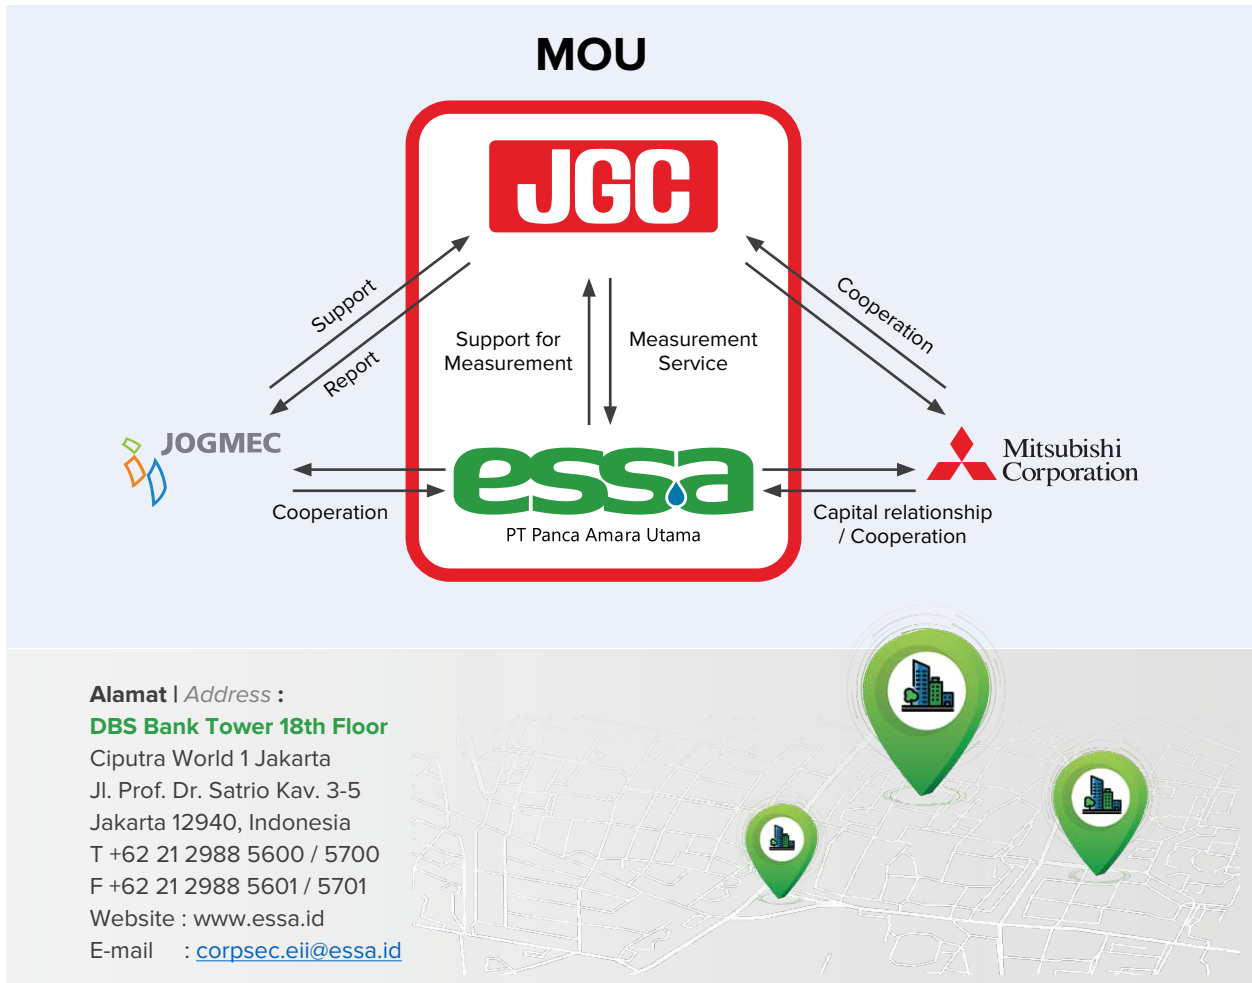 MOU
JGC
Support
Report
Cooperation
Support for
Measurement
Measurement
Service
JOGMEC
essa
PT Panca Amara Utama
Mitsubishi
Corporation
Cooperation
Capital relationship
/ Cooperation
Alamat | Address :
DBS Bank Tower 18th Floor
Ciputra World 1 Jakarta
Jl. Prof. Dr. Satrio Kav. 3-5
Jakarta 12940, Indonesia
T +62 21 2988 5600 / 5700
F +62 21 2988 5601 / 5701
Website : www.essa.id
E-mail : corpsec.eii@essa.id